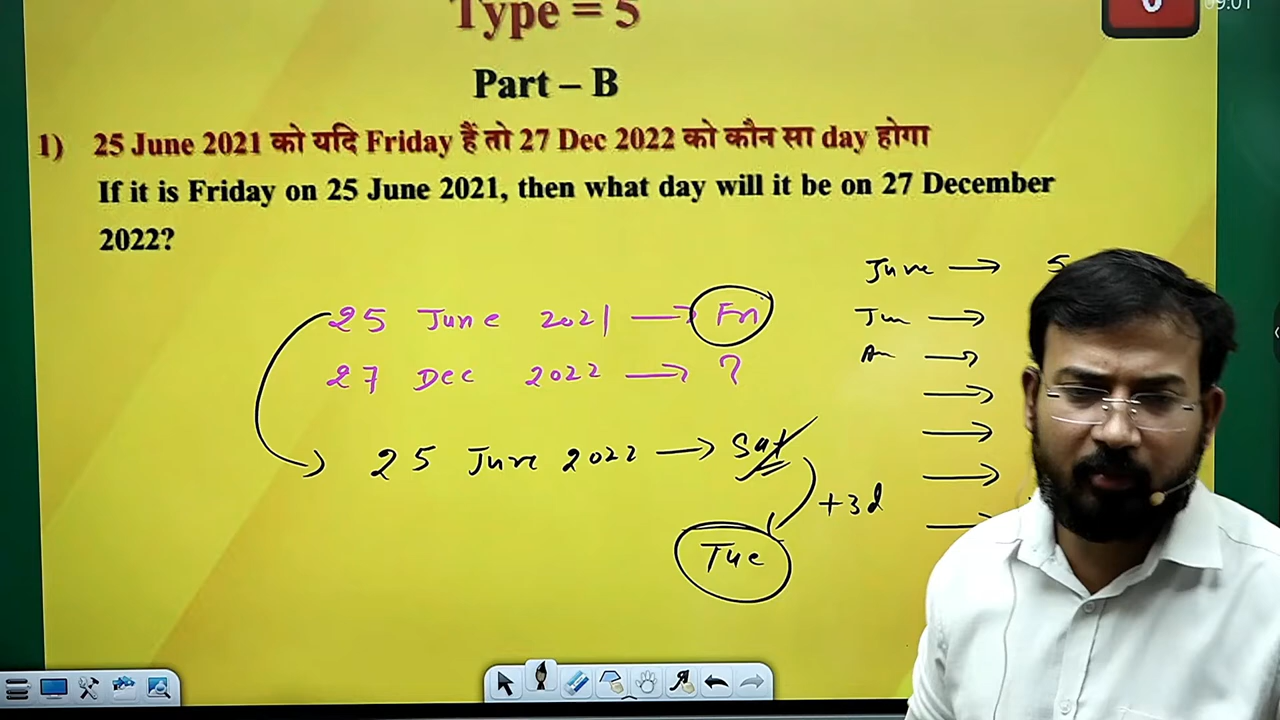 Type = 5
Part – B
1) 25 June 2021 को यदि Friday हैं तो 27 Dec 2022 को कौन सा day होगा
If it is Friday on 25 June 2021, then what day will it be on 27 December
2022?
25 June 2021 → Fri
27 Dec 2022 → ?
25 June 2022 → Sat
+3d
Tue
June → 5